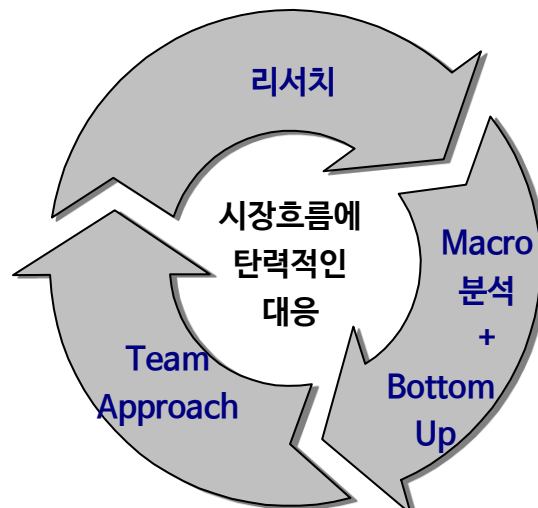 리서치
시장흐름에
탄력적인
대응
Macro
분석
+
Bottom
Up
Team
Approach